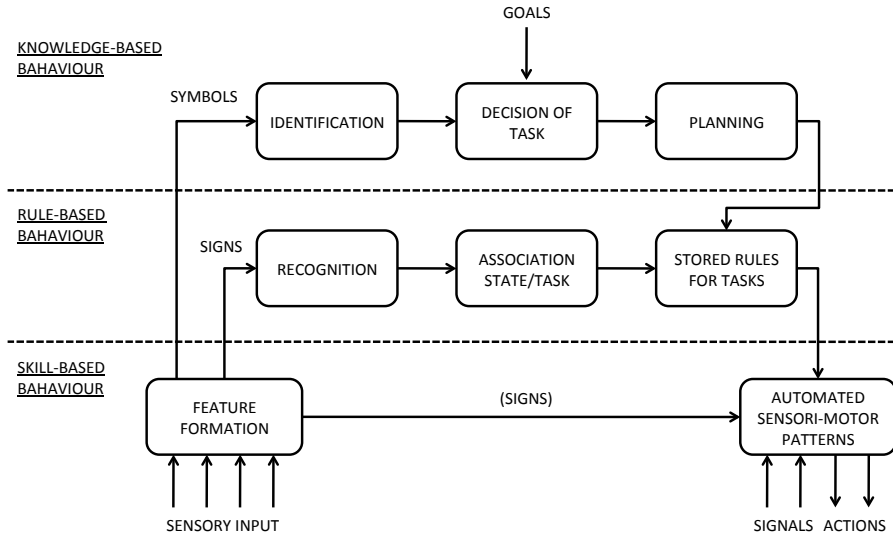 GOALS
KNOWLEDGE-BASED
BAHAVIOUR
SYMBOLS
IDENTIFICATION
DECISION OF
TASK
PLANNING
RULE-BASED
BAHAVIOUR
SIGNS
RECOGNITION
ASSOCIATION
STATE/TASK
STORED RULES
FOR TASKS
SKILL-BASED
BAHAVIOUR
FEATURE
FORMATION
(SIGNS)
AUTOMATED
SENSORI-MOTOR
PATTERNS
SENSORY INPUT
SIGNALS
ACTIONS